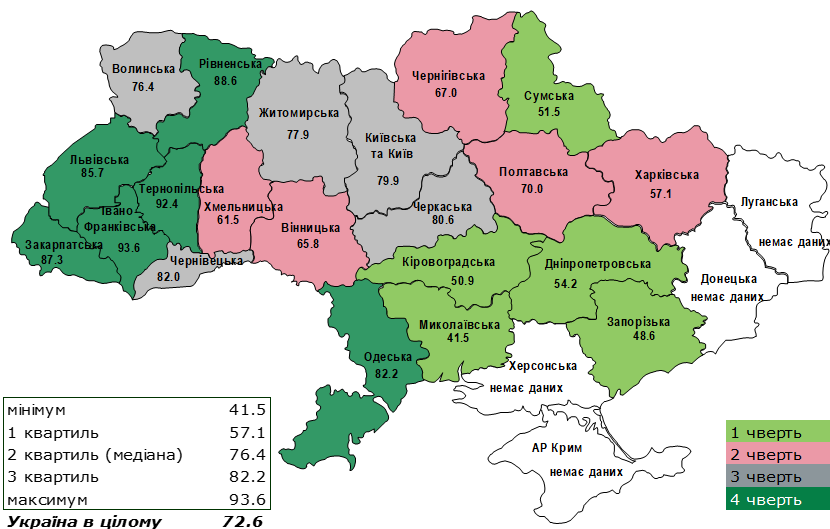 Волинська
76.4
Рівненська
88.6
Житомирська
77.9
Київська
та Київ
79.9
Чернігівська
67.0
Сумська
51.5
Львівська
85.7
Тернопільська
92.4
Хмельницька
61.5
Вінницька
65.8
Івано
Франківська
93.6
Закарпатська
87.3
Чернівецька
82.0
Черкаська
80.6
Полтавська
70.0
Харківська
57.1
Луганська
немає даних
Донецька
немає даних
Кіровоградська
50.9
Дніпропетровська
54.2
Запорізька
48.6
Миколаївська
41.5
Одеська
82.2
Херсонська
немає даних
АР Крим
немає даних
мінімум 41.5
1 квартиль 57.1
2 квартиль (медіана) 76.4
3 квартиль 82.2
максимум 93.6
Україна в цілому 72.6
1 чверть
2 чверть
3 чверть
4 чверть